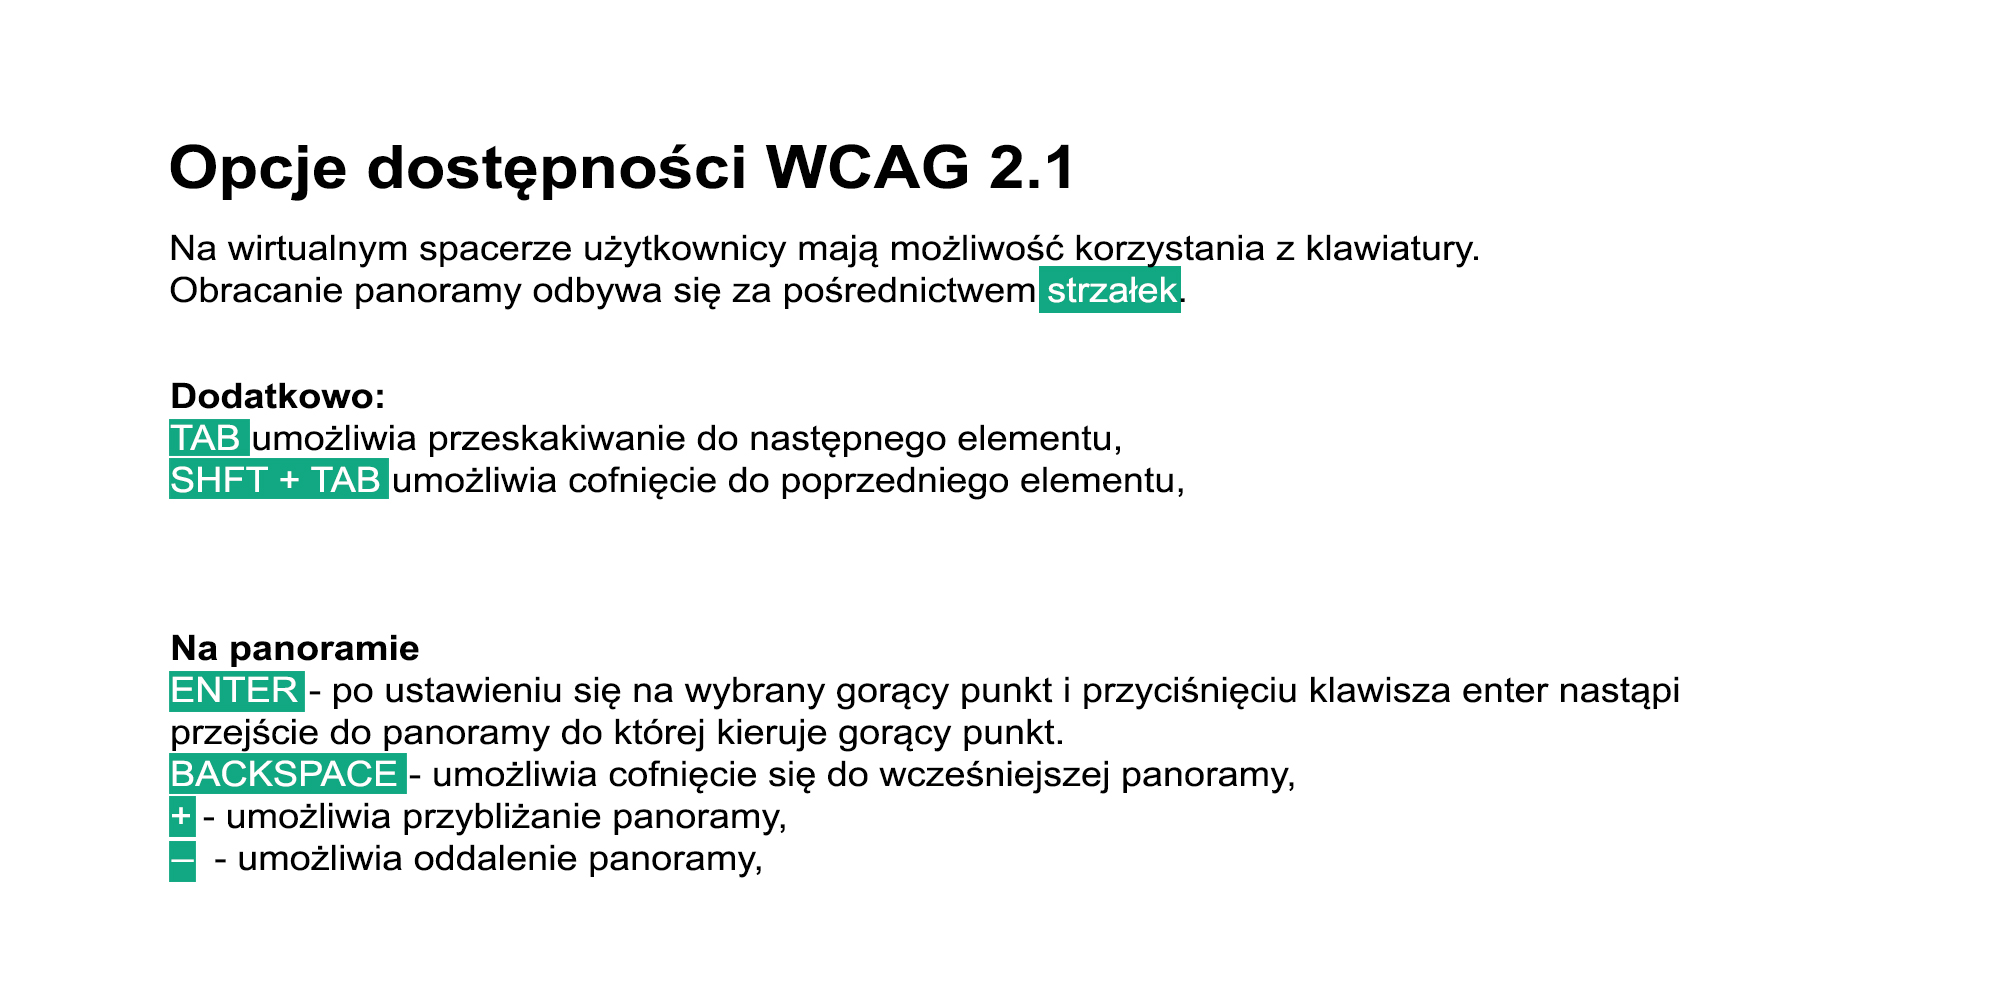 Opcje dostępności WCAG 2.1
Na wirtualnym spacerze użytkownicy mają możliwość korzystania z klawiatury.
Obracanie panoramy odbywa się za pośrednictwem strzałek.
Dodatkowo:
TAB umożliwia przeskakiwanie do następnego elementu,
SHFT + TAB umożliwia cofnięcie do poprzedniego elementu,
Na panoramie
ENTER - po ustawieniu się na wybrany gorący punkt i przyciśnięciu klawisza enter nastąpi
przejście do panoramy do której kieruje gorący punkt.
BACKSPACE - umożliwia cofnięcie się do wcześniejszej panoramy,
+ - umożliwia przybliżanie panoramy,
– - umożliwia oddalenie panoramy,